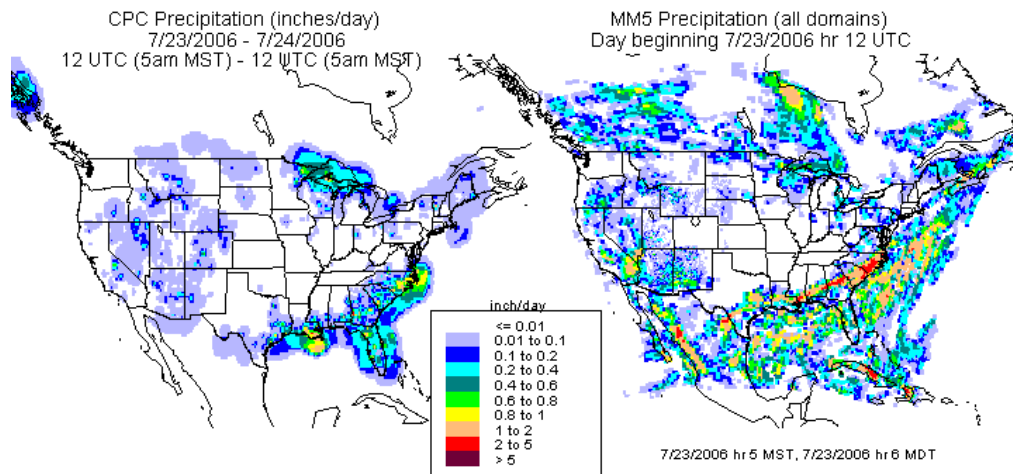 CPC Precipitation (inches/day)
7/23/2006 - 7/24/2006
12 UTC (5am MST) - 12 UTC (5am MST)
MM5 Precipitation (all domains)
Day beginning 7/23/2006 hr 12 UTC
inch/day
<= 0.01
0.01 to 0.1
0.1 to 0.2
0.2 to 0.4
0.4 to 0.6
0.6 to 0.8
0.8 to 1
1 to 2
2 to 5
> 5
7/23/2006 hr 5 MST, 7/23/2006 hr 6 MDT